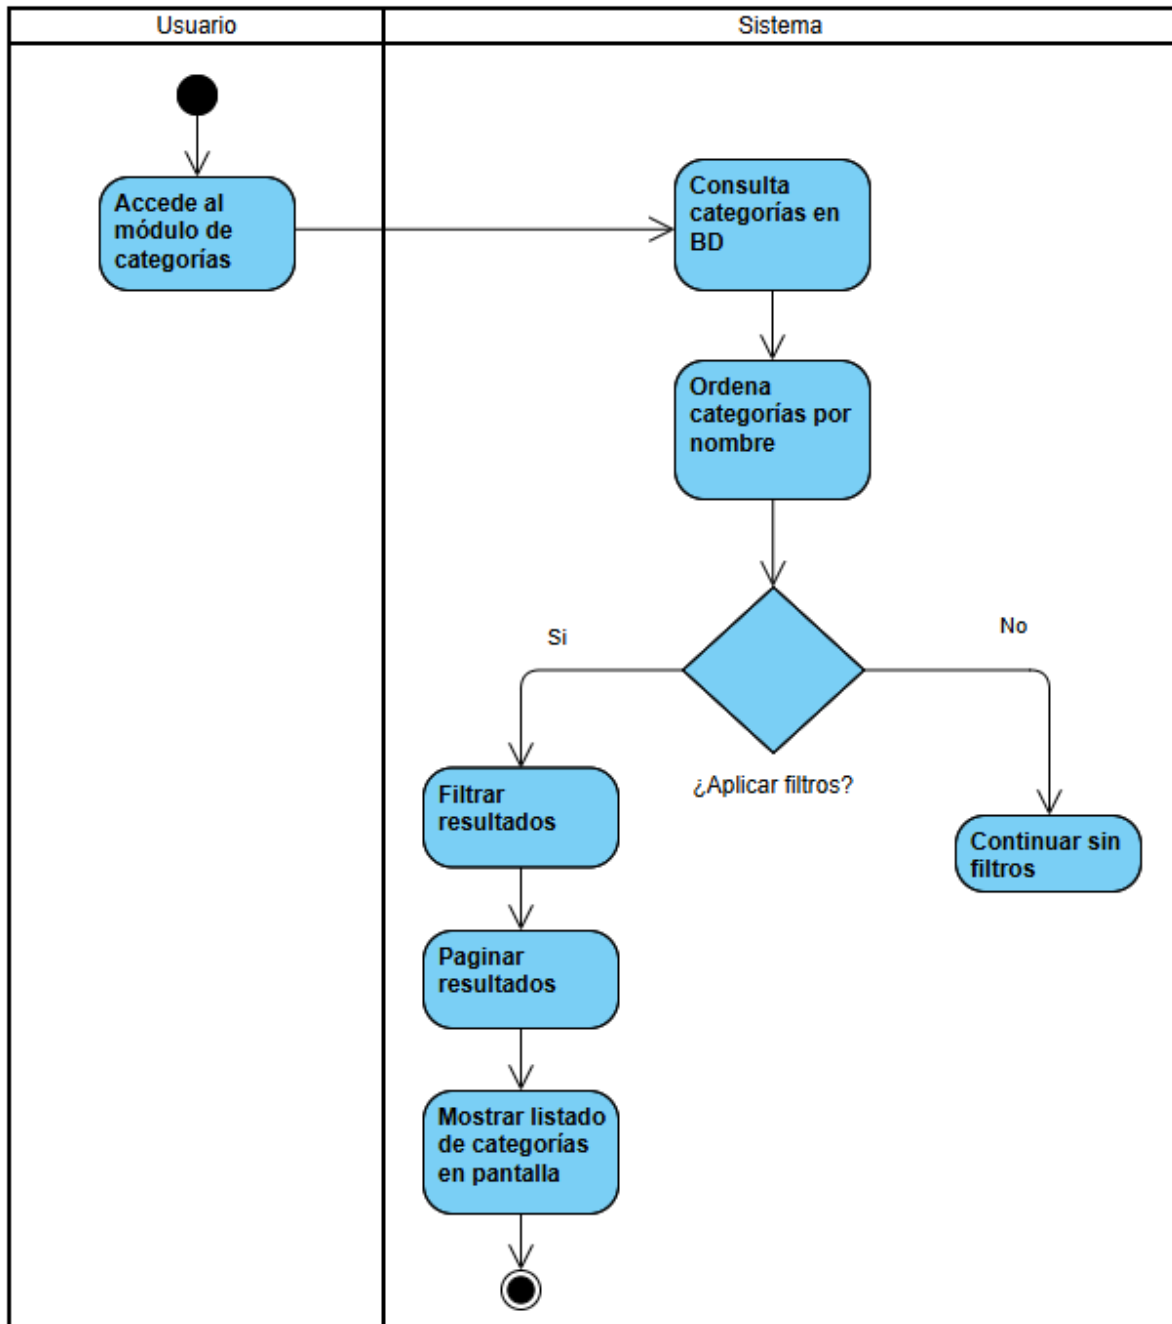 Usuario
Sistema
Accede al
módulo de
categorías
Consulta
categorías en
BD
Ordena
categorías por
nombre
Si
No
¿Aplicar filtros?
Filtrar
resultados
Continuar sin
filtros
Paginar
resultados
Mostrar listado
de categorías
en pantalla